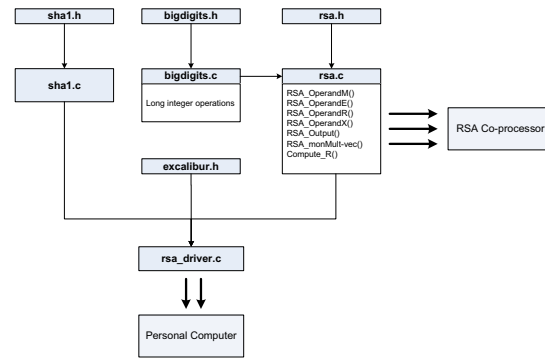 sha1.h
bigdigits.h
rsa.h
sha1.c
bigdigits.c
Long integer operations
rsa.c
RSA_OperandM()
RSA_OperandE()
RSA_OperandR()
RSA_OperandX()
RSA_Output()
RSA_monMult-vec()
Compute_R()
RSA Co-processor
excalibur.h
rsa_driver.c
Personal Computer